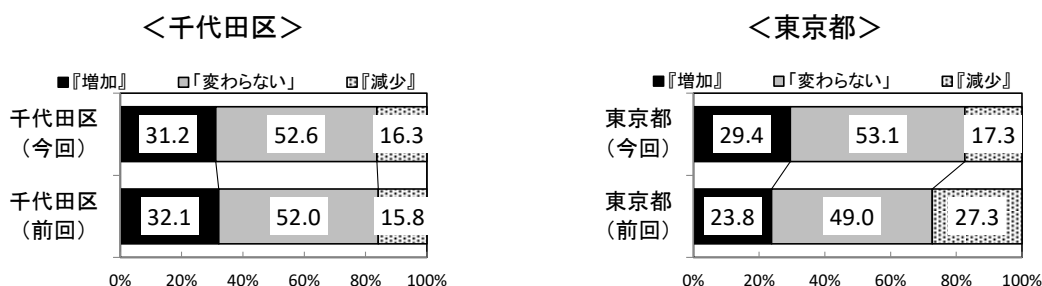 ＜千代田区＞
■『増加』 □「変わらない」 『減少』
千代田区
（今回）
31.2 52.6 16.3
千代田区
（前回）
32.1 52.0 15.8
0% 20% 40% 60% 80% 100%
＜東京都＞
■『増加』 □「変わらない」 『減少』
東京都
（今回）
29.4 53.1 17.3
東京都
（前回）
23.8 49.0 27.3
0% 20% 40% 60% 80% 100%